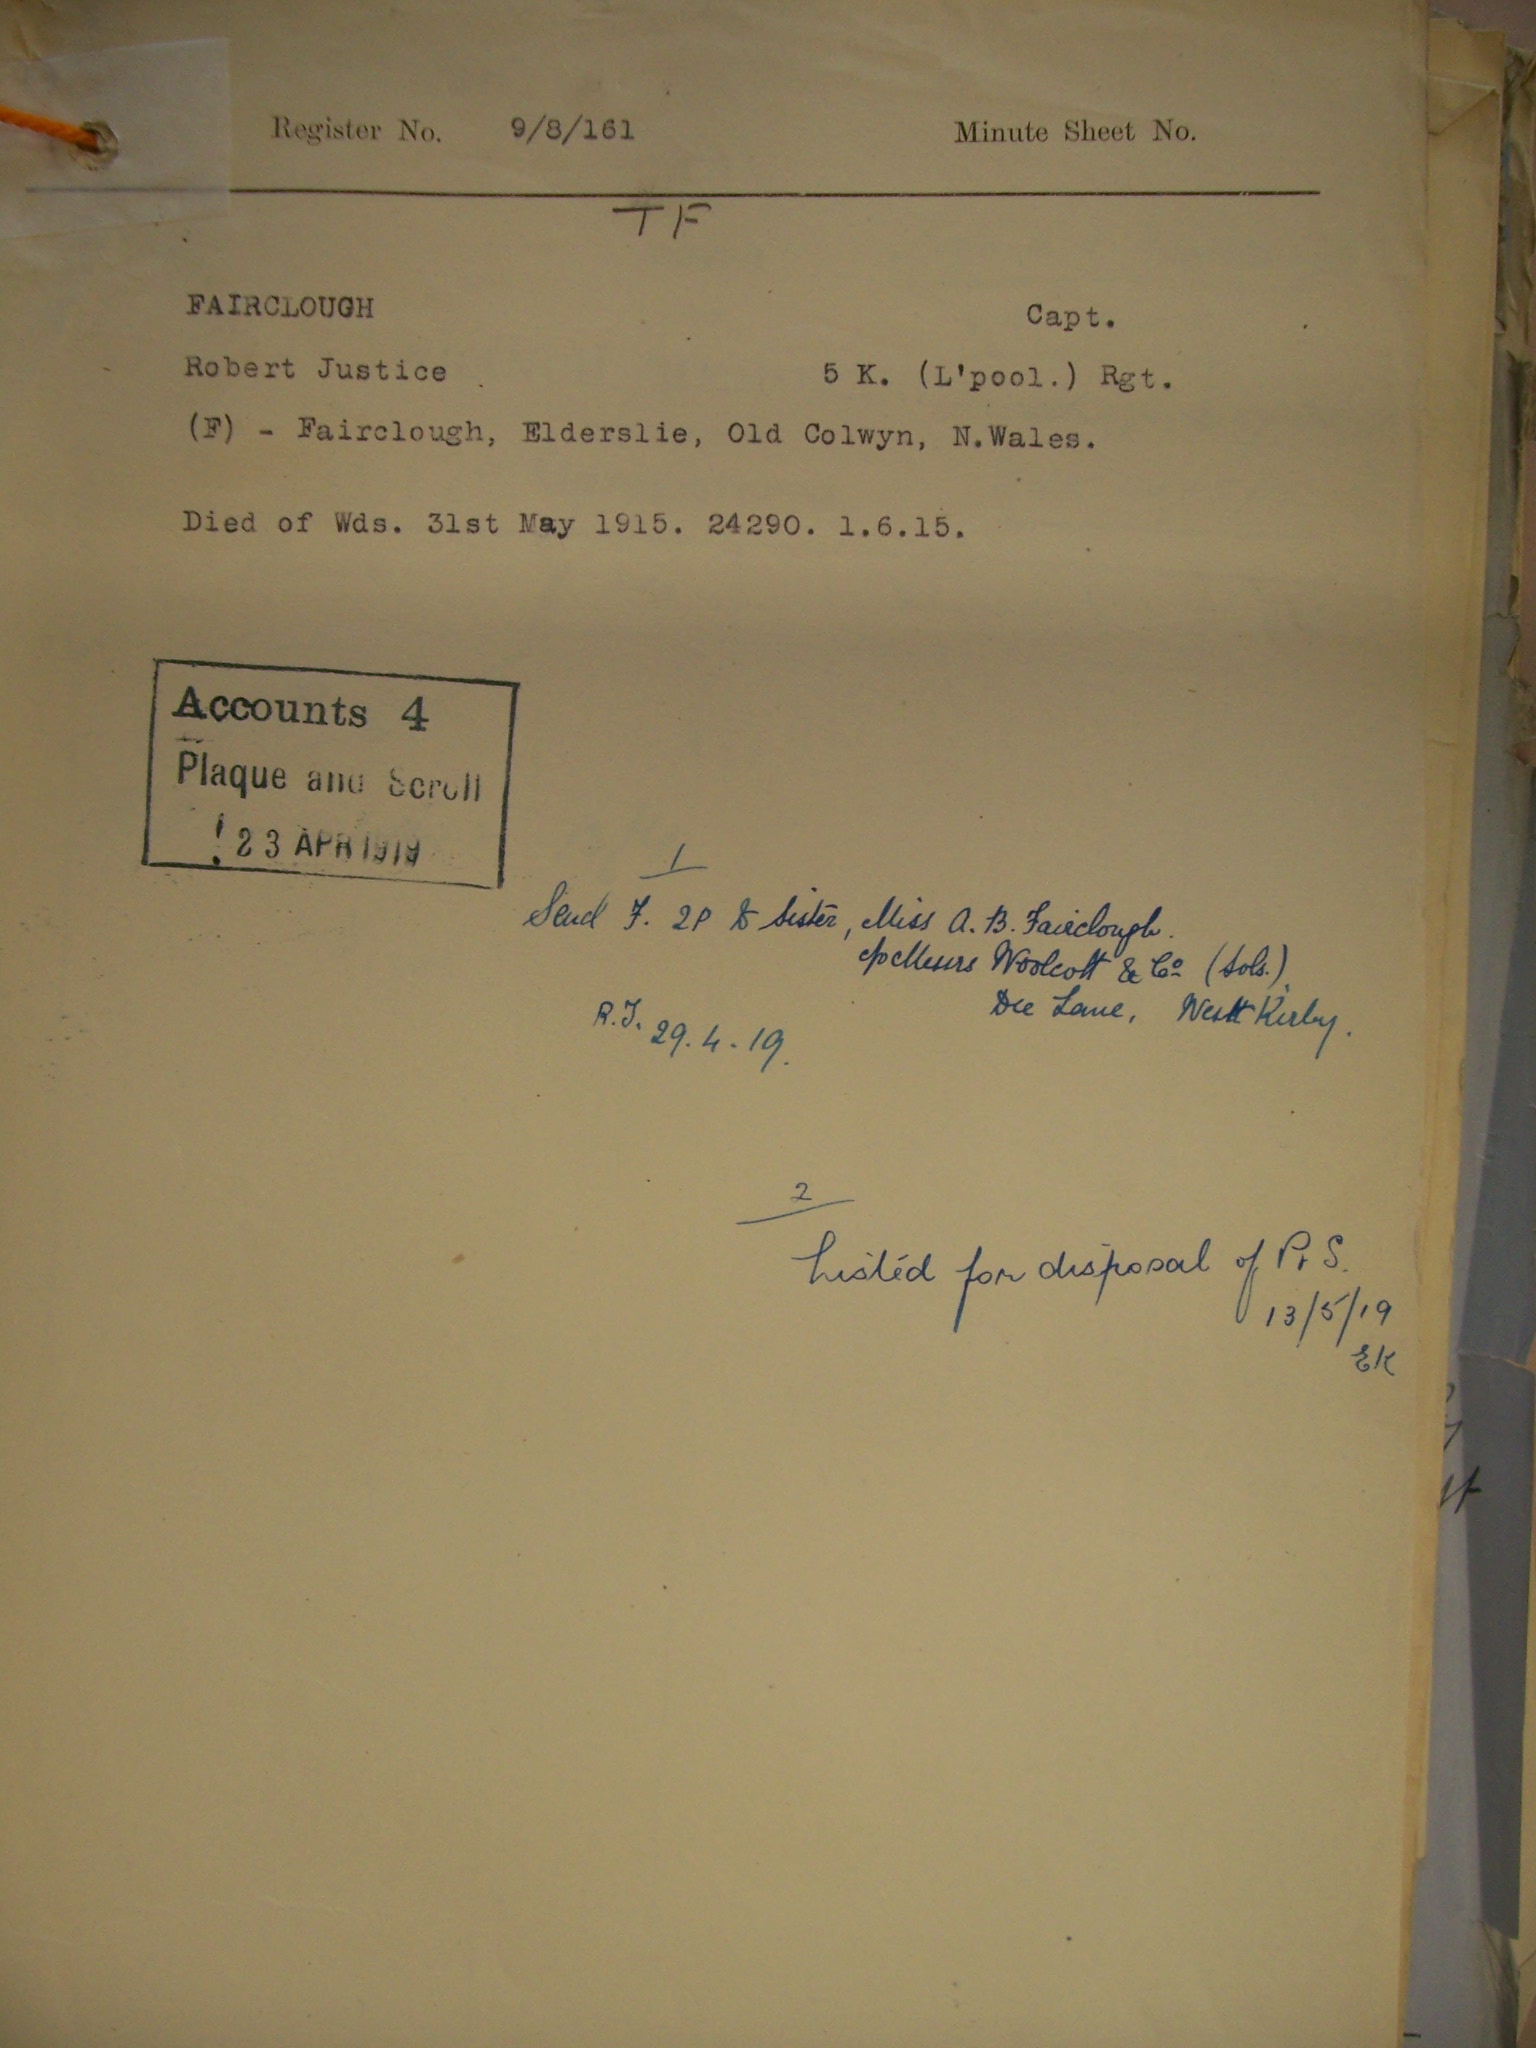 Register No. 9/8/161 Minute Sheet No.
TF
FAIRCLOUGH Capt.
Robert Justice 5 K. (L'pool.) Rgt.
(F) - Fairclough, Elderslie, Old Colwyn, N.Wales.
Died of Wds. 31st May 1915. 24290. 1.6.15.
Accounts 4
Plaque and Scroll
23 APR 1919
1
Send F. 2P to Sister, Miss A. B. Fairclough.
c/o Messrs Woolcott & Co (Sols.)
Dee Lane, West Kirby.
R.J. 29.4.19.
2
Listed for disposal of P & S.
13/5/19
EK